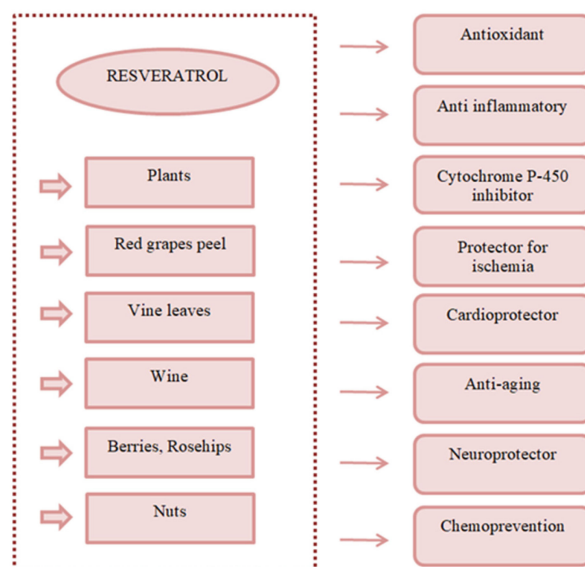 RESVERATROL
Plants
Red grapes peel
Vine leaves
Wine
Berries, Rosehips
Nuts
Antioxidant
Anti inflammatory
Cytochrome P-450
inhibitor
Protector for
ischemia
Cardioprotector
Anti-aging
Neuroprotector
Chemoprevention